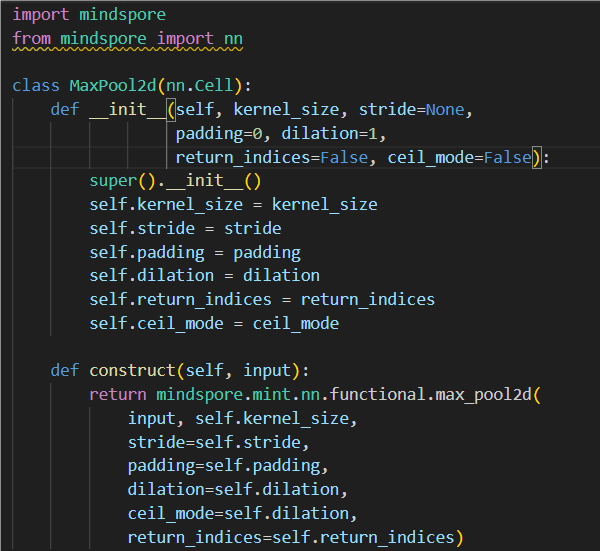 import mindspore
from mindspore import nn

class MaxPool2d(nn.Cell):
    def __init__(self, kernel_size, stride=None,
                 padding=0, dilation=1,
                 return_indices=False, ceil_mode=False):
        super().__init__()
        self.kernel_size = kernel_size
        self.stride = stride
        self.padding = padding
        self.dilation = dilation
        self.return_indices = return_indices
        self.ceil_mode = ceil_mode

    def construct(self, input):
        return mindspore.mint.nn.functional.max_pool2d(
            input, self.kernel_size,
            stride=self.stride,
            padding=self.padding,
            dilation=self.dilation,
            ceil_mode=self.dilation,
            return_indices=self.return_indices)